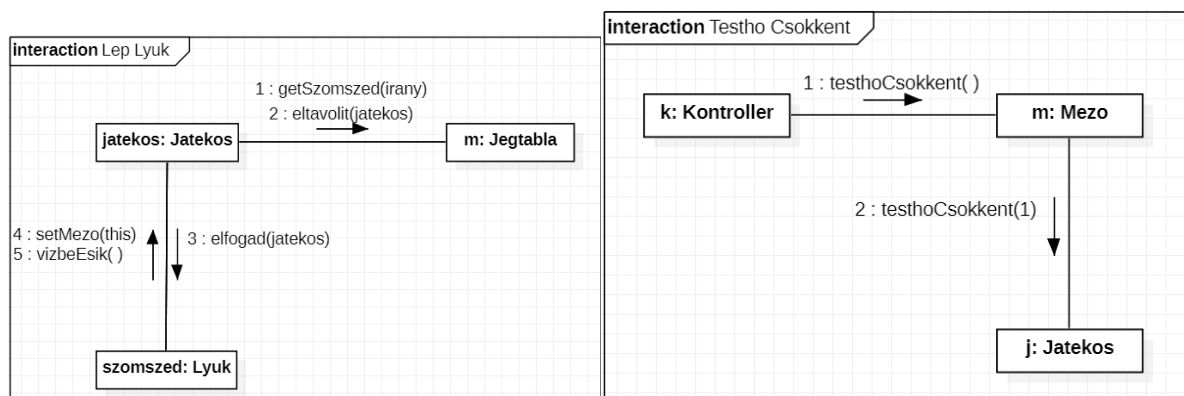 interaction Lep Lyuk
1 : getSzomszed(irany)
2 : eltavolit(jatekos)
jatekos: Jatekos
m: Jegtabla
4 : setMezo(this)
5 : vizbeEsik( )
3 : elfogad(jatekos)
szomszed: Lyuk
interaction Testho Csokkent
1 : testhoCsokkent( )
k: Kontroller
m: Mezo
2 : testhoCsokkent(1)
j: Jatekos